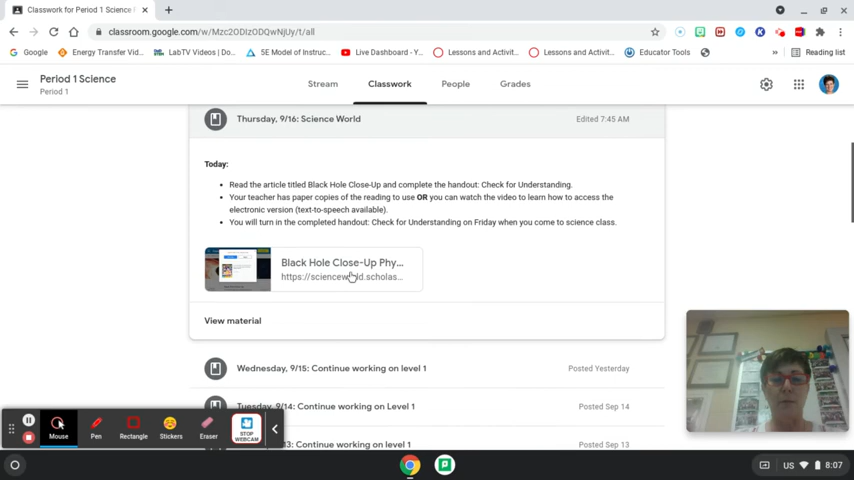 Classwork for Period 1 Science F
classroom.google.com/w/Mzc2ODIzODQwNjUy/t/all
Google
Energy Transfer Vid...
LabTV Videos | Do...
5E Model of Instruc...
Live Dashboard - Y...
Lessons and Activit...
Lessons and Activit...
Educator Tools
»
Reading list
Period 1 Science
Period 1
Stream
Classwork
People
Grades
Thursday, 9/16: Science World
Edited 7:45 AM
Today:
• Read the article titled Black Hole Close-Up and complete the handout: Check for Understanding.
• Your teacher has paper copies of the reading to use OR you can watch the video to learn how to access the
electronic version (text-to-speech available).
• You will turn in the completed handout: Check for Understanding on Friday when you come to science class.
Black Hole Close-Up Phy...
https://scienceworld.scholas...
View material
Wednesday, 9/15: Continue working on level 1
Posted Yesterday
Tuesday, 9/14: Continue working on Level 1
Posted Sep 14
13: Continue working on level 1
Posted Sep 13
Mouse
Pen
Rectangle
Stickers
Eraser
STOP
WEBCAM
US
8:07